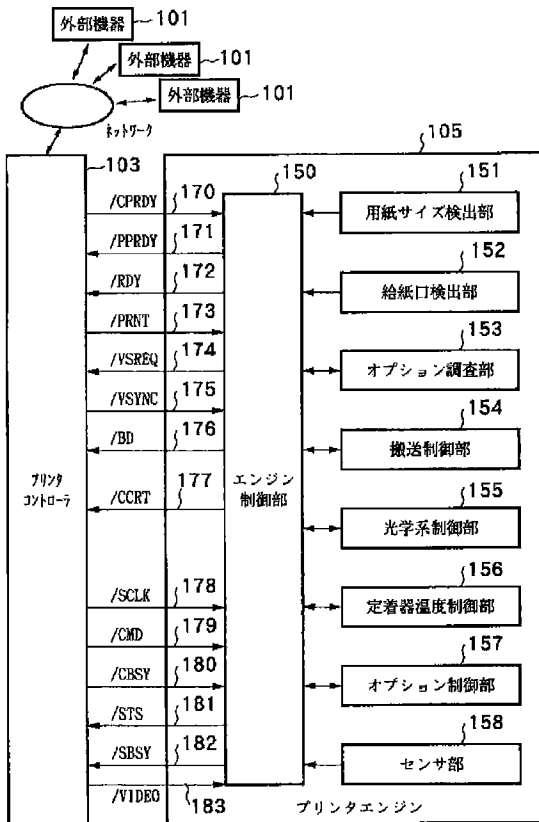 外部機器 101
外部機器 101
外部機器 101
ネットワーク
103
105
150
/CPRDY 170
/PPRDY 171
/RDY 172
/PRNT 173
/VSREQ 174
/VSYNC 175
/BD 176
/CCRT 177
/SCLK 178
/CMD 179
/CBSY 180
/STS 181
/SBSY 182
/VIDEO 183
プリンタ
コントローラ
エンジン
制御部
151
用紙サイズ検出部
152
給紙口検出部
153
オプション調査部
154
搬送制御部
155
光学系制御部
156
定着器温度制御部
157
オプション制御部
158
センサ部
プリンタエンジン